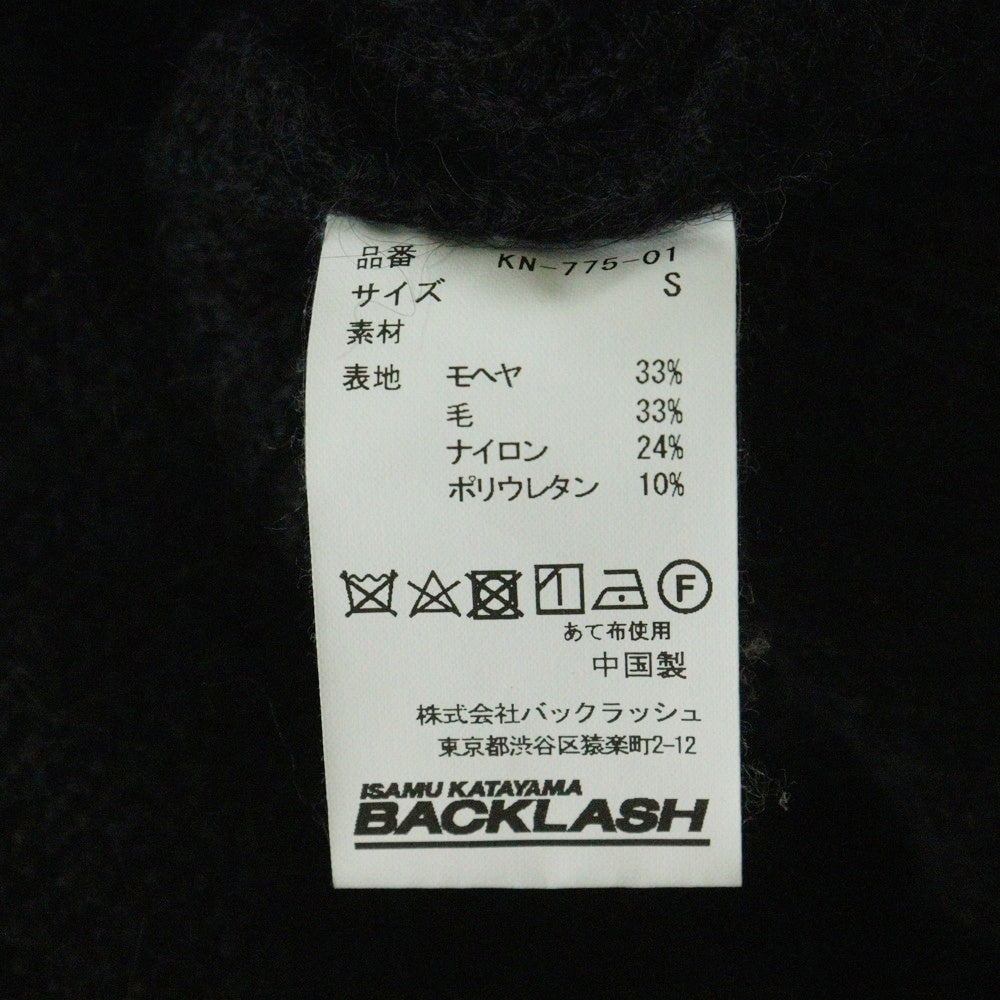 品番 KN-775-01
サイズ S
素材
表地 モヘヤ 33%
毛 33%
ナイロン 24%
ポリウレタン 10%
F
あて布使用
中国製
株式会社バックラッシュ
東京都渋谷区猿楽町2-12
ISAMU KATAYAMA
BACKLASH